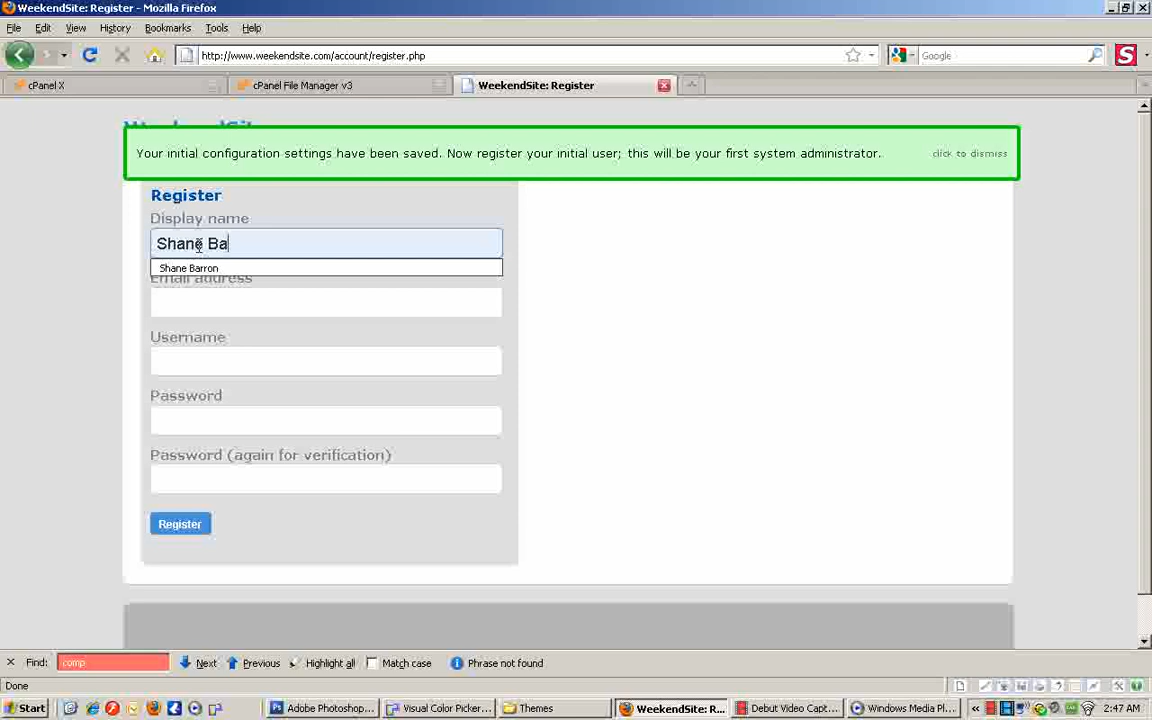 WeekendSite: Register - Mozilla Firefox
File Edit View History Bookmarks Tools Help
http://www.weekendsite.com/account/register.php
Google
S
cPanel X
cPanel File Manager v3
WeekendSite: Register
WeekendSite
Your initial configuration settings have been saved. Now register your initial user; this will be your first system administrator.
click to dismiss
Register
Display name
Shane Ba
Shane Barron
Email address
Username
Password
Password (again for verification)
Register
Find: comp Next Previous Highlight all Match case Phrase not found
Done
Start Adobe Photoshop... Visual Color Picker... Themes WeekendSite: R... Debut Video Capt... Windows Media Pl... « 2:47 AM